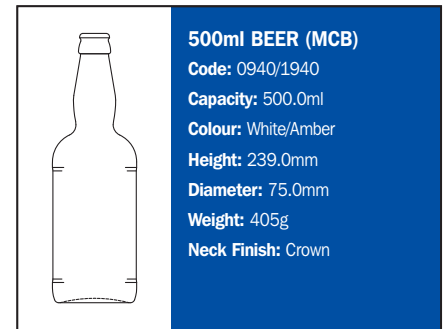 500ml BEER (MCB)
Code: 0940/1940
Capacity: 500.0ml
Colour: White/Amber
Height: 239.0mm
Diameter: 75.0mm
Weight: 405g
Neck Finish: Crown